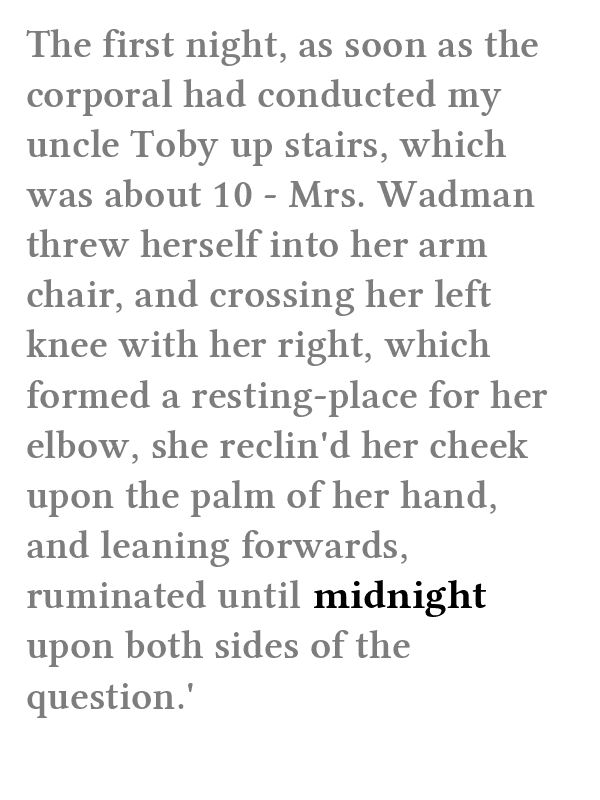 The first night, as soon as the
corporal had conducted my
uncle Toby up stairs, which
was about 10 - Mrs. Wadman
threw herself into her arm
chair, and crossing her left
knee with her right, which
formed a resting-place for her
elbow, she reclin'd her cheek
upon the palm of her hand,
and leaning forwards,
ruminated until midnight
upon both sides of the
question.'